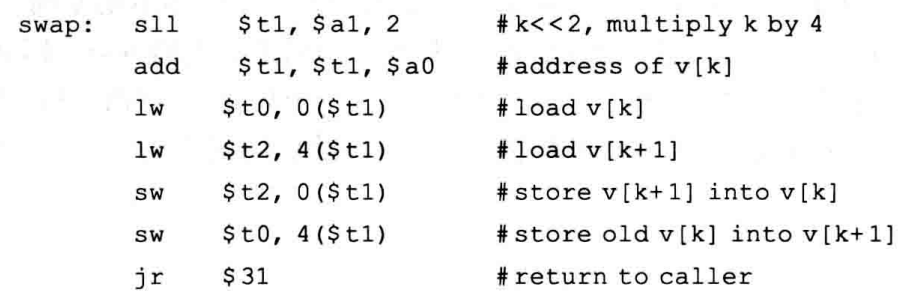 swap: sll $t1, $a1, 2 #k<<2, multiply k by 4
add $t1, $t1, $a0 #address of v[k]
lw $t0, 0($t1) #load v[k]
lw $t2, 4($t1) #load v[k+1]
sw $t2, 0($t1) #store v[k+1] into v[k]
sw $t0, 4($t1) #store old v[k] into v[k+1]
jr $31 #return to caller